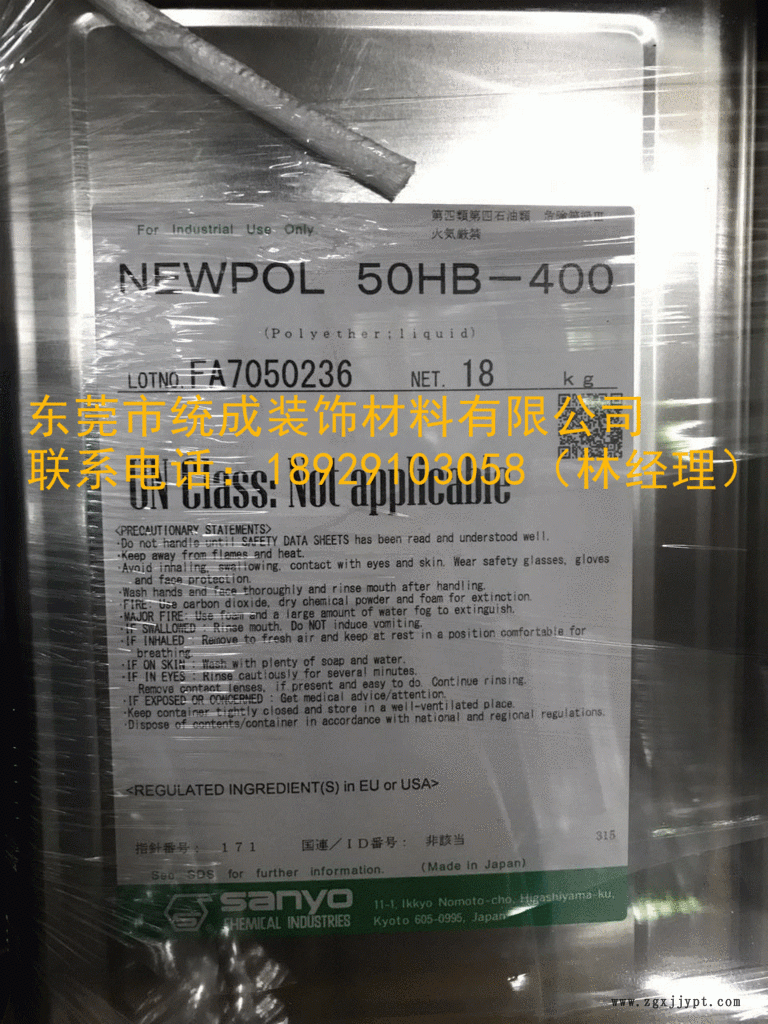 For Industrial Use Only
第四類第四石油類
火気厳禁
NEWPOL 50HB-400
(Polyether;liquid)
LOTNO. FA7050236 NET. 18 kg
东莞市统成装饰材料有限公司
联系电话：18929103058（林经理）
UN Class: Not applicable
<PRECAUTIONARY STATEMENTS>
·Do not handle until SAFETY DATA SHEETS has been read and understood well.
·Keep away from flames and heat.
·Avoid inhaling, swallowing, contact with eyes and skin. Wear safety glasses, gloves
and face protection.
·Wash hands and face thoroughly and rinse mouth after handling.
·FIRE: Use carbon dioxide, dry chemical powder and foam for extinction.
·MAJOR FIRE: Use foam and a large amount of water fog to extinguish.
·IF SWALLOWED : Rinse mouth. Do NOT induce vomiting.
·IF INHALED : Remove to fresh air and keep at rest in a position comfortable for
breathing.
·IF ON SKIN : Wash with plenty of soap and water.
·IF IN EYES : Rinse cautiously for several minutes.
Remove contact lenses, if present and easy to do. Continue rinsing.
·IF EXPOSED OR CONCERNED : Get medical advice/attention.
·Keep container tightly closed and store in a well-ventilated place.
·Dispose of contents/container in accordance with national and regional regulations.
<REGULATED INGREDIENT(S) in EU or USA>
指針番号： 171 国連／ID番号： 非該当
315
See SDS for further information. (Made in Japan)
sanyo
CHEMICAL INDUSTRIES
11-1, Ikkyo Nomoto-cho, Higashiyama-ku,
Kyoto 605-0995, Japan
www.zgxjjypt.com